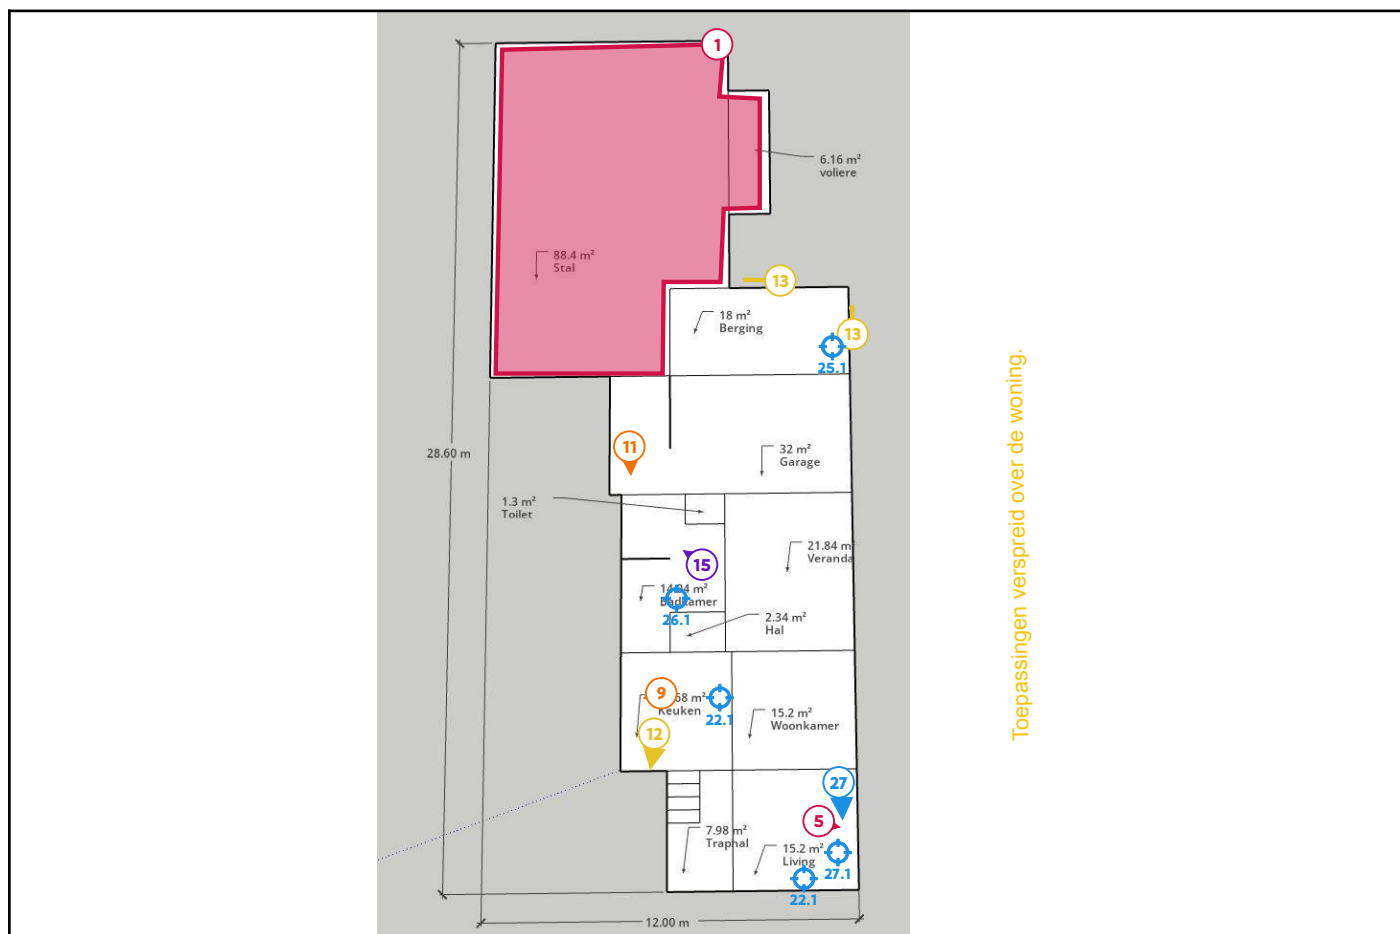 1
6.16 m²
voliere
88.4 m²
Stal
13
18 m²
Berging
13
25.1
11
28.60 m
32 m²
Garage
1.3 m²
Toilet
21.84 m²
Veranda
15
Badkamer
26.1
2.34 m²
Hal
9
68 m²
Keuken
22.1
15.2 m²
Woonkamer
12
27
5
7.98 m²
Traphal
15.2 m²
Living
27.1
22.1
12.00 m
Toepassingen verspreid over de woning.